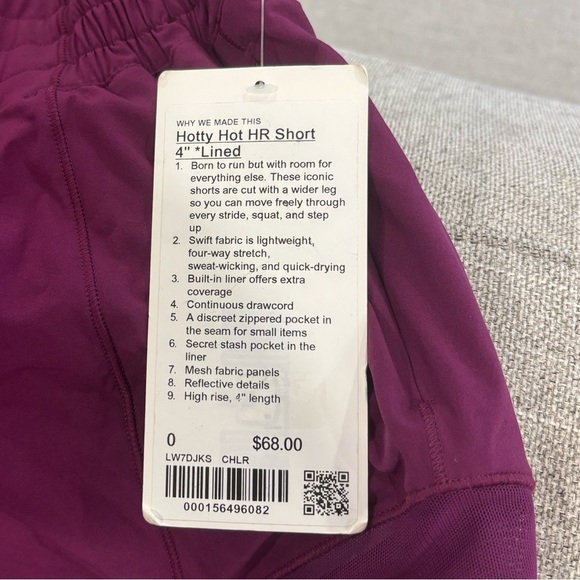 WHY WE MADE THIS
Hotty Hot HR Short
4" *Lined
1. Born to run but with room for
everything else. These iconic
shorts are cut with a wider leg
so you can move freely through
every stride, squat, and step
up
2. Swift fabric is lightweight,
four-way stretch,
sweat-wicking, and quick-drying
3. Built-in liner offers extra
coverage
4. Continuous drawcord
5. A discreet zippered pocket in
the seam for small items
6. Secret stash pocket in the
liner
7. Mesh fabric panels
8. Reflective details
9. High rise, 4" length
0 $68.00
LW7DJKS CHLR
000156496082